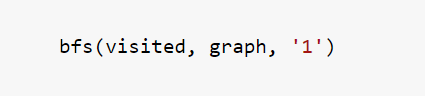 bfs(visited, graph, '1')